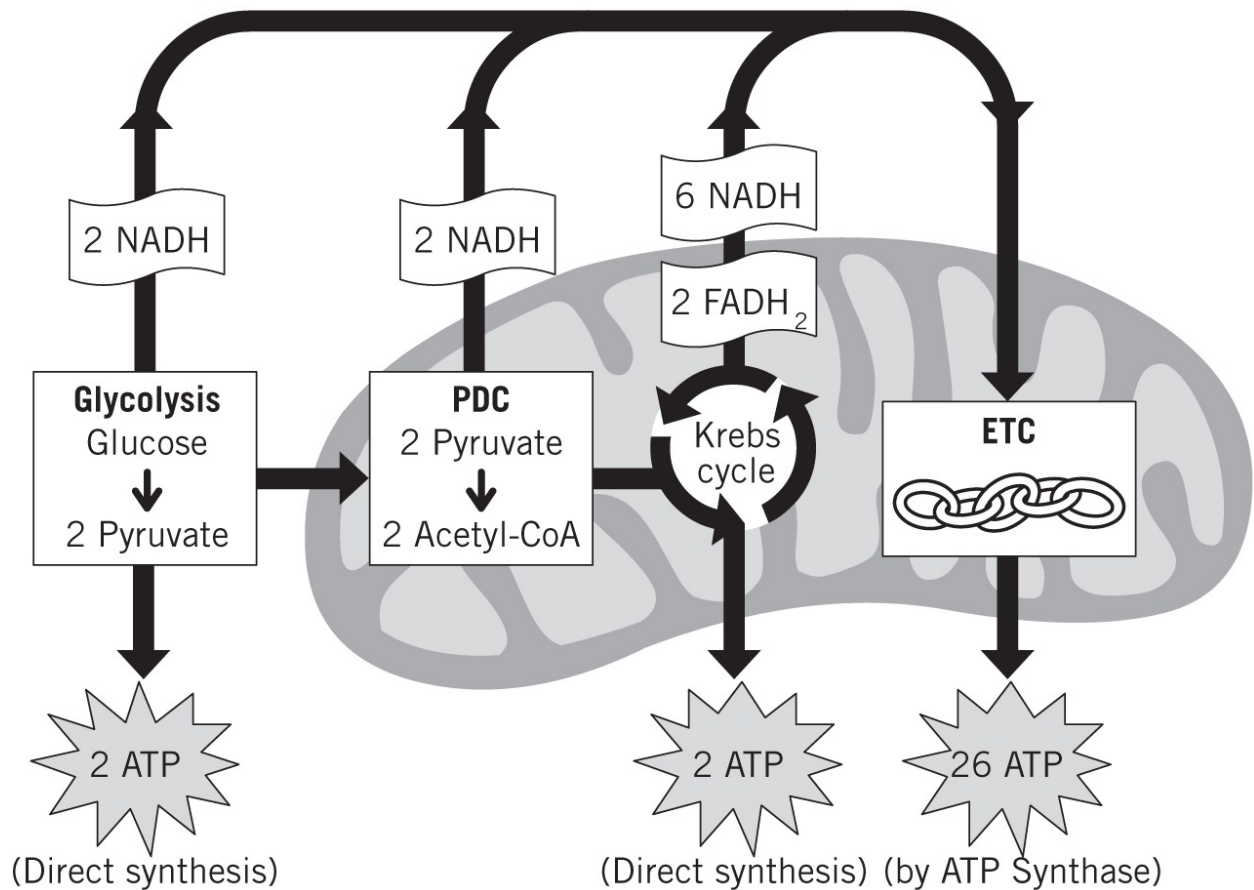 2 NADH
2 NADH
6 NADH
2 FADH₂
Glycolysis
Glucose
2 Pyruvate
PDC
2 Pyruvate
2 Acetyl-CoA
Krebs
cycle
ETC
2 ATP
(Direct synthesis)
2 ATP
(Direct synthesis)
26 ATP
(by ATP Synthase)